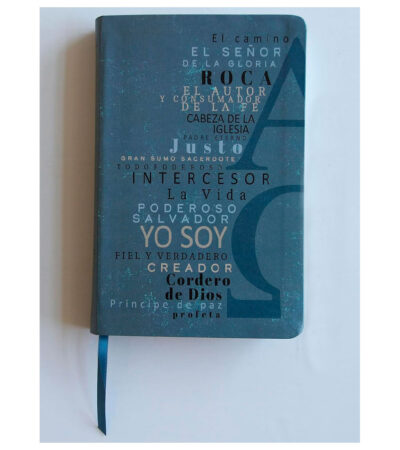 El camino
EL SEÑOR
DE LA GLORIA
ROCA
EL AUTOR
Y CONSUMADOR
DE LA FE
CABEZA DE LA
IGLESIA
PADRE ETERNO
Justo
GRAN SUMO SACERDOTE
TODOPODEROSO
INTERCESOR
La Vida
PODEROSO
SALVADOR
YO SOY
FIEL Y VERDADERO
CREADOR
Cordero
de Dios
Príncipe de paz
profeta
Α
Ω